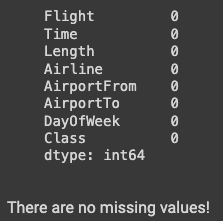 Flight 0
Time 0
Length 0
Airline 0
AirportFrom 0
AirportTo 0
DayOfWeek 0
Class 0
dtype: int64
There are no missing values!